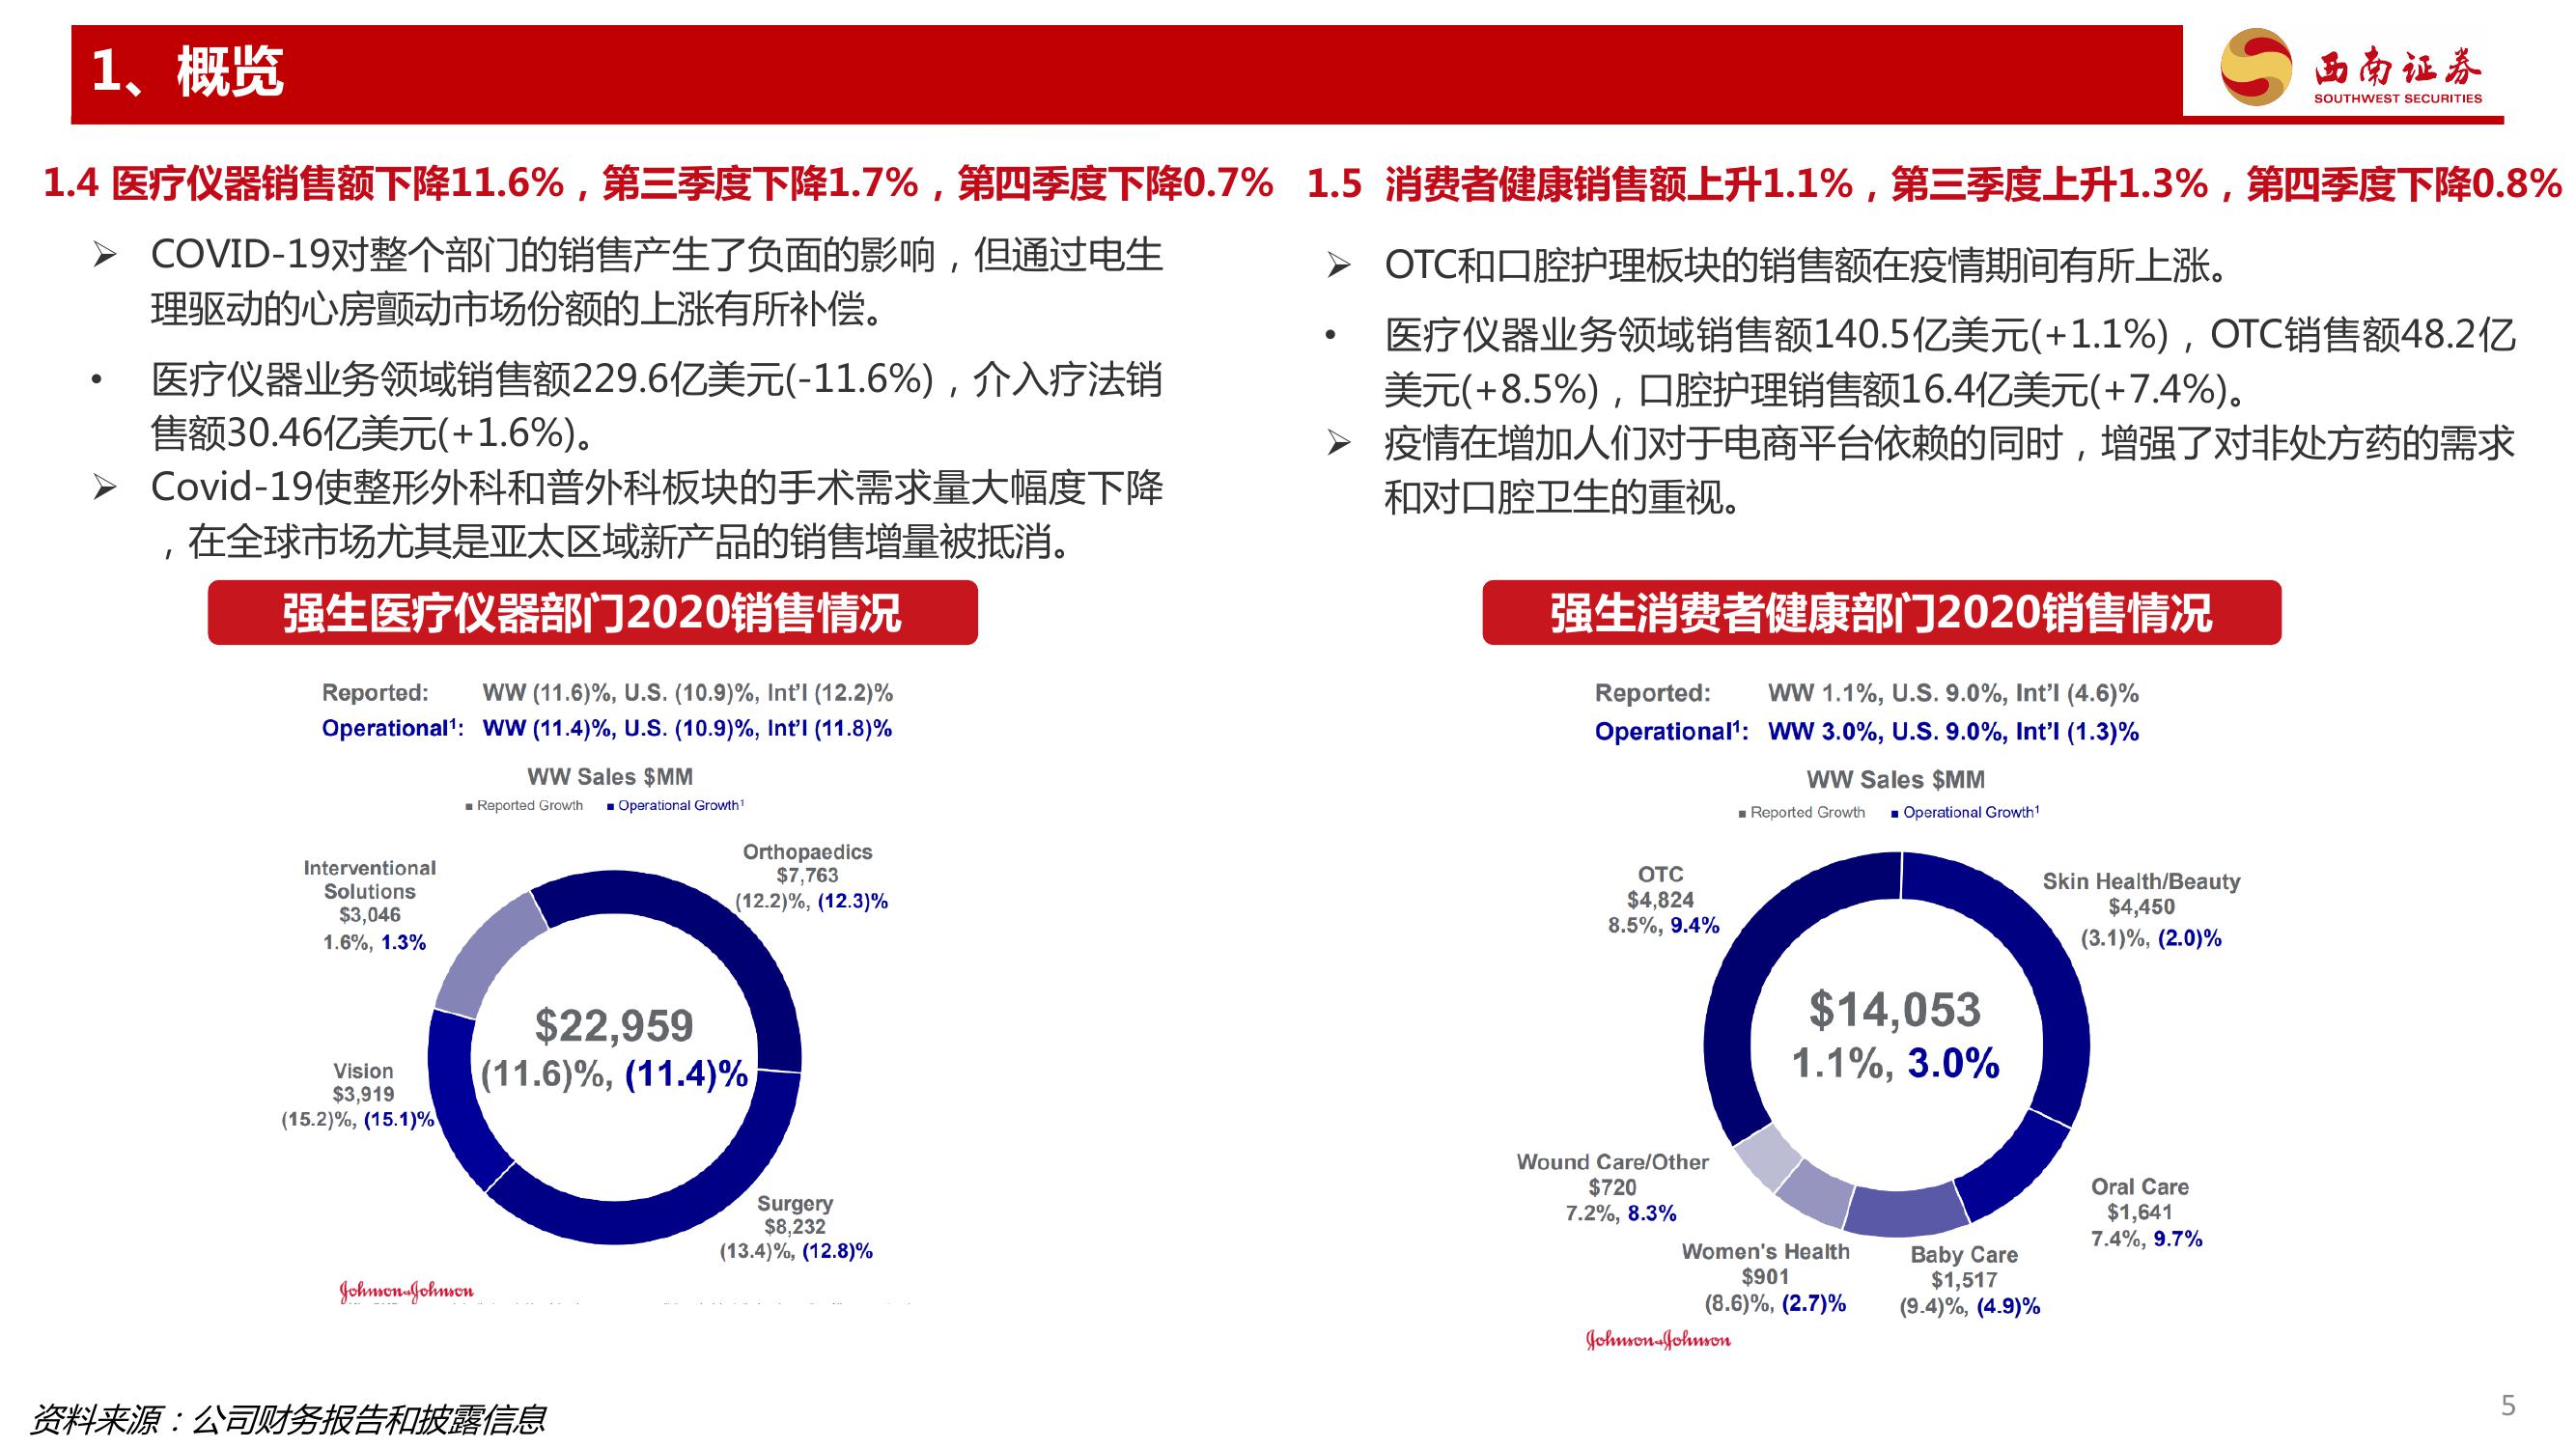 1、概览
西南证券
SOUTHWEST SECURITIES
1.4 医疗仪器销售额下降11.6%，第三季度下降1.7%，第四季度下降0.7%
COVID-19对整个部门的销售产生了负面的影响，但通过电生
理驱动的心房颤动市场份额的上涨有所补偿。
• 医疗仪器业务领域销售额229.6亿美元(-11.6%)，介入疗法销
售额30.46亿美元(+1.6%)。
Covid-19使整形外科和普外科板块的手术需求量大幅度下降
，在全球市场尤其是亚太区域新产品的销售增量被抵消。
强生医疗仪器部门2020销售情况
Reported: WW (11.6)%, U.S. (10.9)%, Int'l (12.2)%
Operational¹: WW (11.4)%, U.S. (10.9)%, Int'l (11.8)%
WW Sales $MM
■ Reported Growth ■ Operational Growth¹
Orthopaedics
$7,763
(12.2)%, (12.3)%
Interventional
Solutions
$3,046
1.6%, 1.3%
$22,959
(11.6)%, (11.4)%
Vision
$3,919
(15.2)%, (15.1)%
Surgery
$8,232
(13.4)%, (12.8)%
Johnson&Johnson
1.5 消费者健康销售额上升1.1%，第三季度上升1.3%，第四季度下降0.8%
OTC和口腔护理板块的销售额在疫情期间有所上涨。
• 医疗仪器业务领域销售额140.5亿美元(+1.1%)，OTC销售额48.2亿
美元(+8.5%)，口腔护理销售额16.4亿美元(+7.4%)。
疫情在增加人们对于电商平台依赖的同时，增强了对非处方药的需求
和对口腔卫生的重视。
强生消费者健康部门2020销售情况
Reported: WW 1.1%, U.S. 9.0%, Int'l (4.6)%
Operational¹: WW 3.0%, U.S. 9.0%, Int'l (1.3)%
WW Sales $MM
■ Reported Growth ■ Operational Growth¹
OTC
$4,824
8.5%, 9.4%
Skin Health/Beauty
$4,450
(3.1)%, (2.0)%
$14,053
1.1%, 3.0%
Wound Care/Other
$720
7.2%, 8.3%
Oral Care
$1,641
7.4%, 9.7%
Women's Health
$901
(8.6)%, (2.7)%
Baby Care
$1,517
(9.4)%, (4.9)%
Johnson&Johnson
资料来源：公司财务报告和披露信息
5